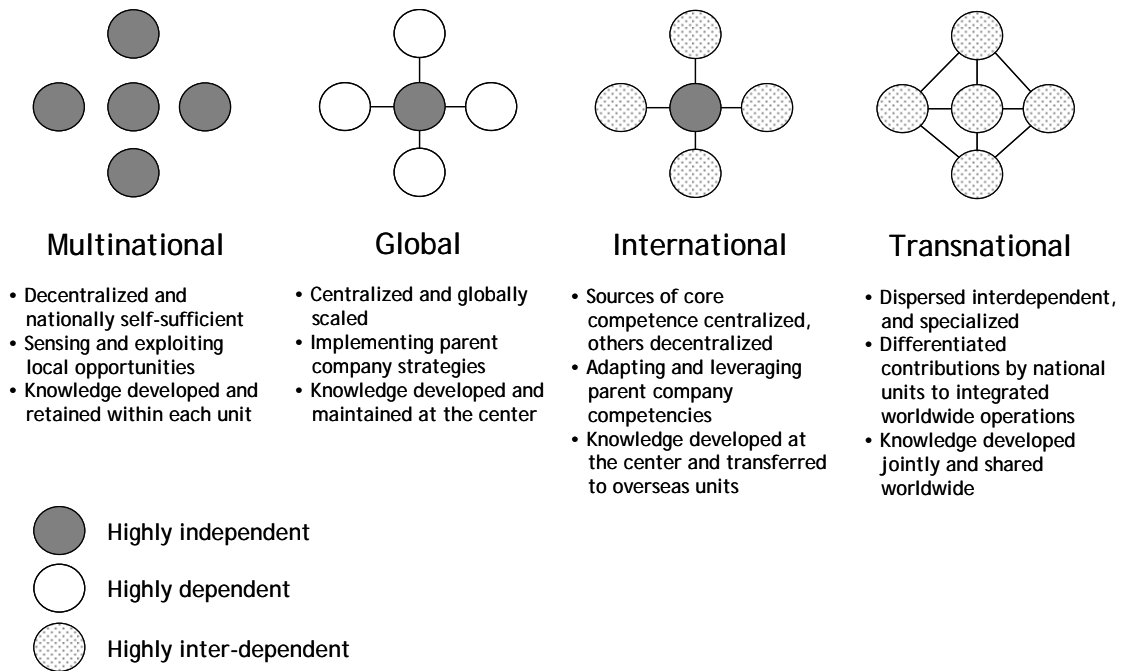 Multinational
• Decentralized and
nationally self-sufficient
• Sensing and exploiting
local opportunities
• Knowledge developed and
retained within each unit
Global
• Centralized and globally
scaled
• Implementing parent
company strategies
• Knowledge developed and
maintained at the center
International
• Sources of core
competence centralized,
others decentralized
• Adapting and leveraging
parent company
competencies
• Knowledge developed at
the center and transferred
to overseas units
Transnational
• Dispersed interdependent,
and specialized
• Differentiated
contributions by national
units to integrated
worldwide operations
• Knowledge developed
jointly and shared
worldwide
Highly independent
Highly dependent
Highly inter-dependent